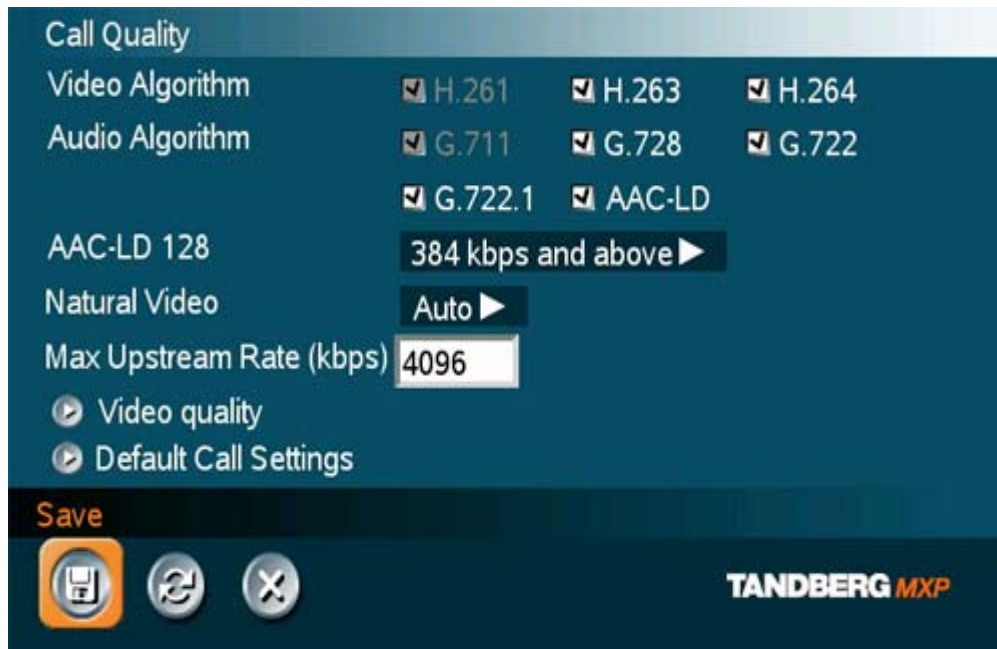 Call Quality
Video Algorithm H.261 H.263 H.264
Audio Algorithm G.711 G.728 G.722
G.722.1 AAC-LD
AAC-LD 128 384 kbps and above
Natural Video Auto
Max Upstream Rate (kbps) 4096
Video quality
Default Call Settings
Save
TANDBERG MXP